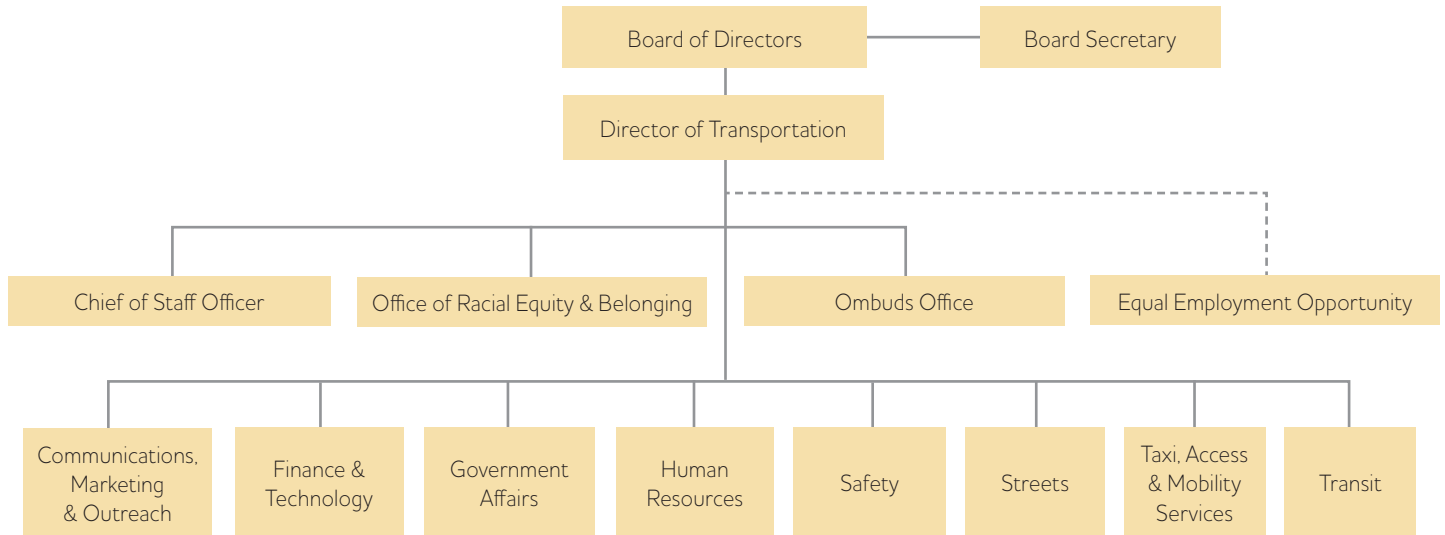 Board of Directors
Board Secretary
Director of Transportation
Chief of Staff Officer
Office of Racial Equity & Belonging
Ombuds Office
Equal Employment Opportunity
Communications,
Marketing
& Outreach
Finance &
Technology
Government
Affairs
Human
Resources
Safety
Streets
Taxi, Access
& Mobility
Services
Transit